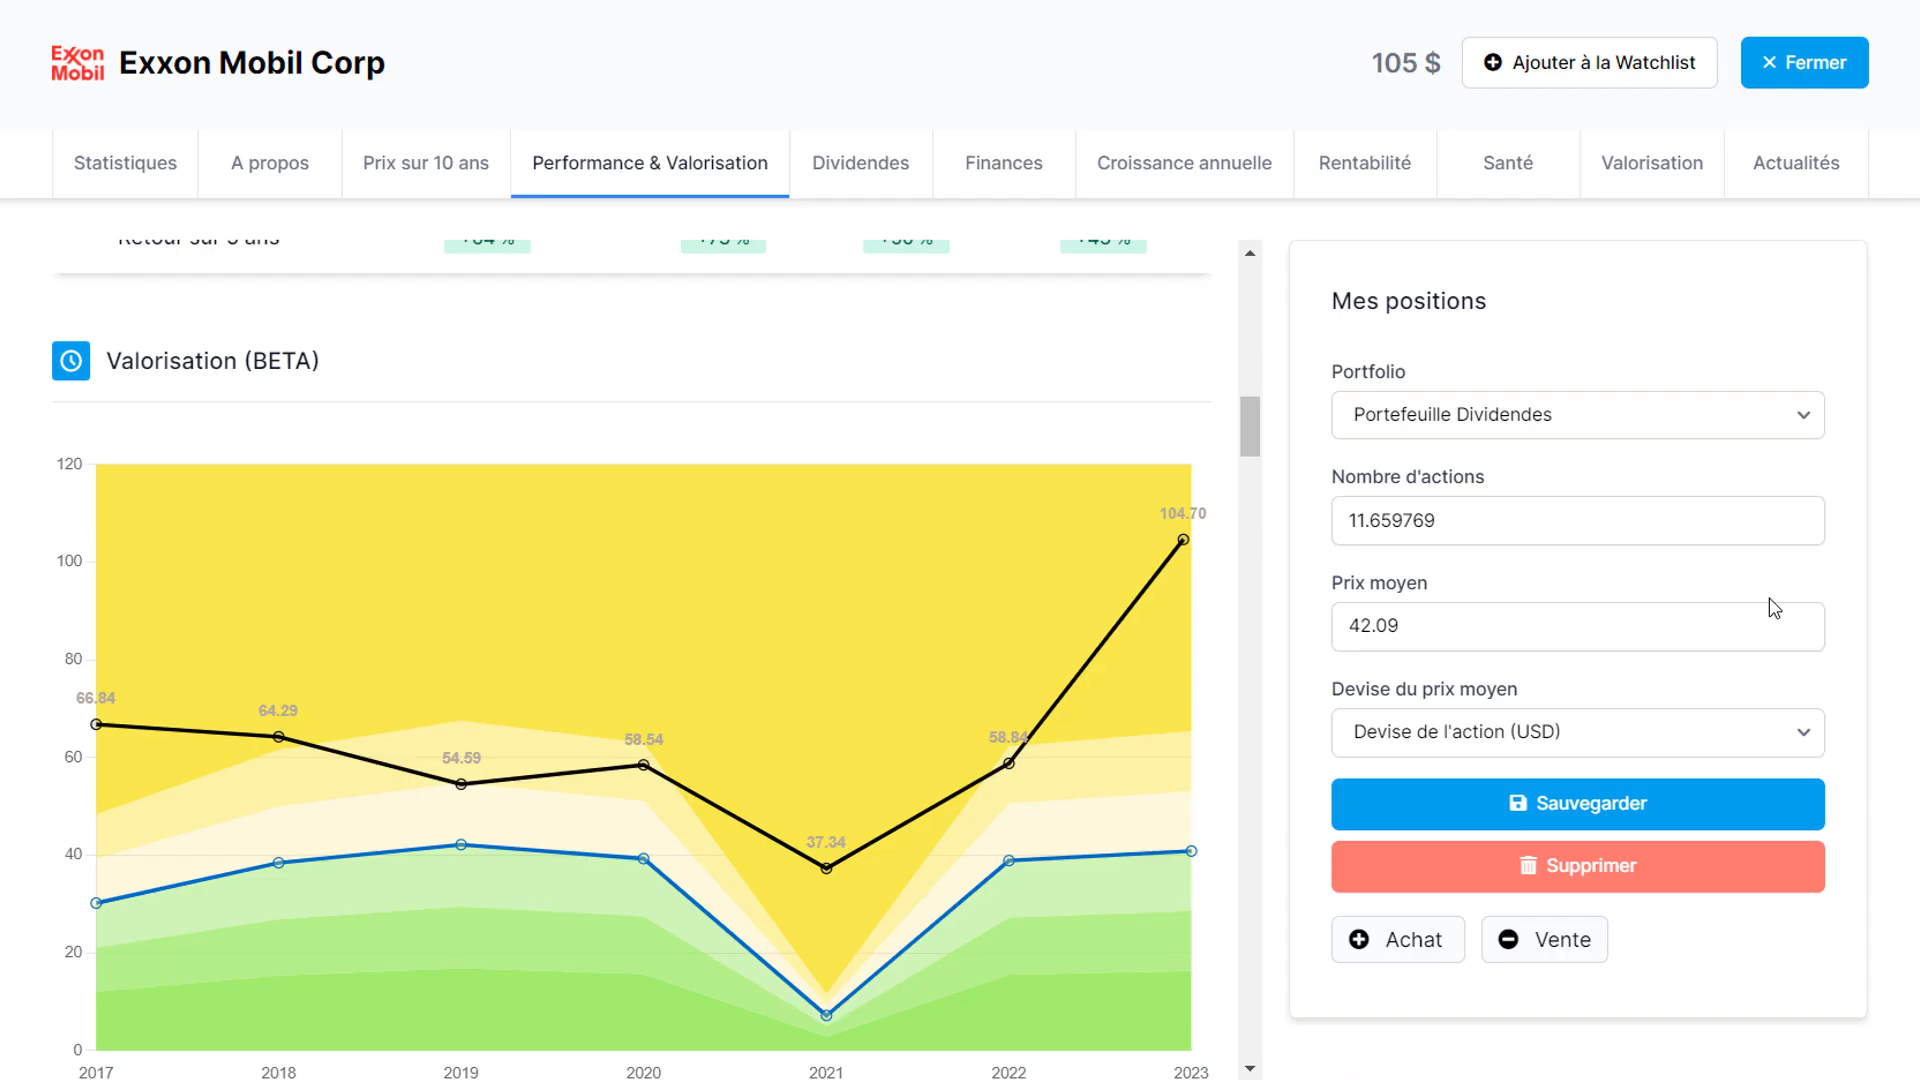 Exxon Mobil
Exxon Mobil Corp
105 $
Ajouter à la Watchlist
Fermer
Statistiques
A propos
Prix sur 10 ans
Performance & Valorisation
Dividendes
Finances
Croissance annuelle
Rentabilité
Santé
Valorisation
Actualités
Valorisation (BETA)
120
100
80
60
40
20
0
66.84
64.29
54.59
58.54
37.34
58.84
104.70
2017
2018
2019
2020
2021
2022
2023
Mes positions
Portfolio
Portefeuille Dividendes
Nombre d'actions
11.659769
Prix moyen
42.09
Devise du prix moyen
Devise de l'action (USD)
Sauvegarder
Supprimer
Achat
Vente